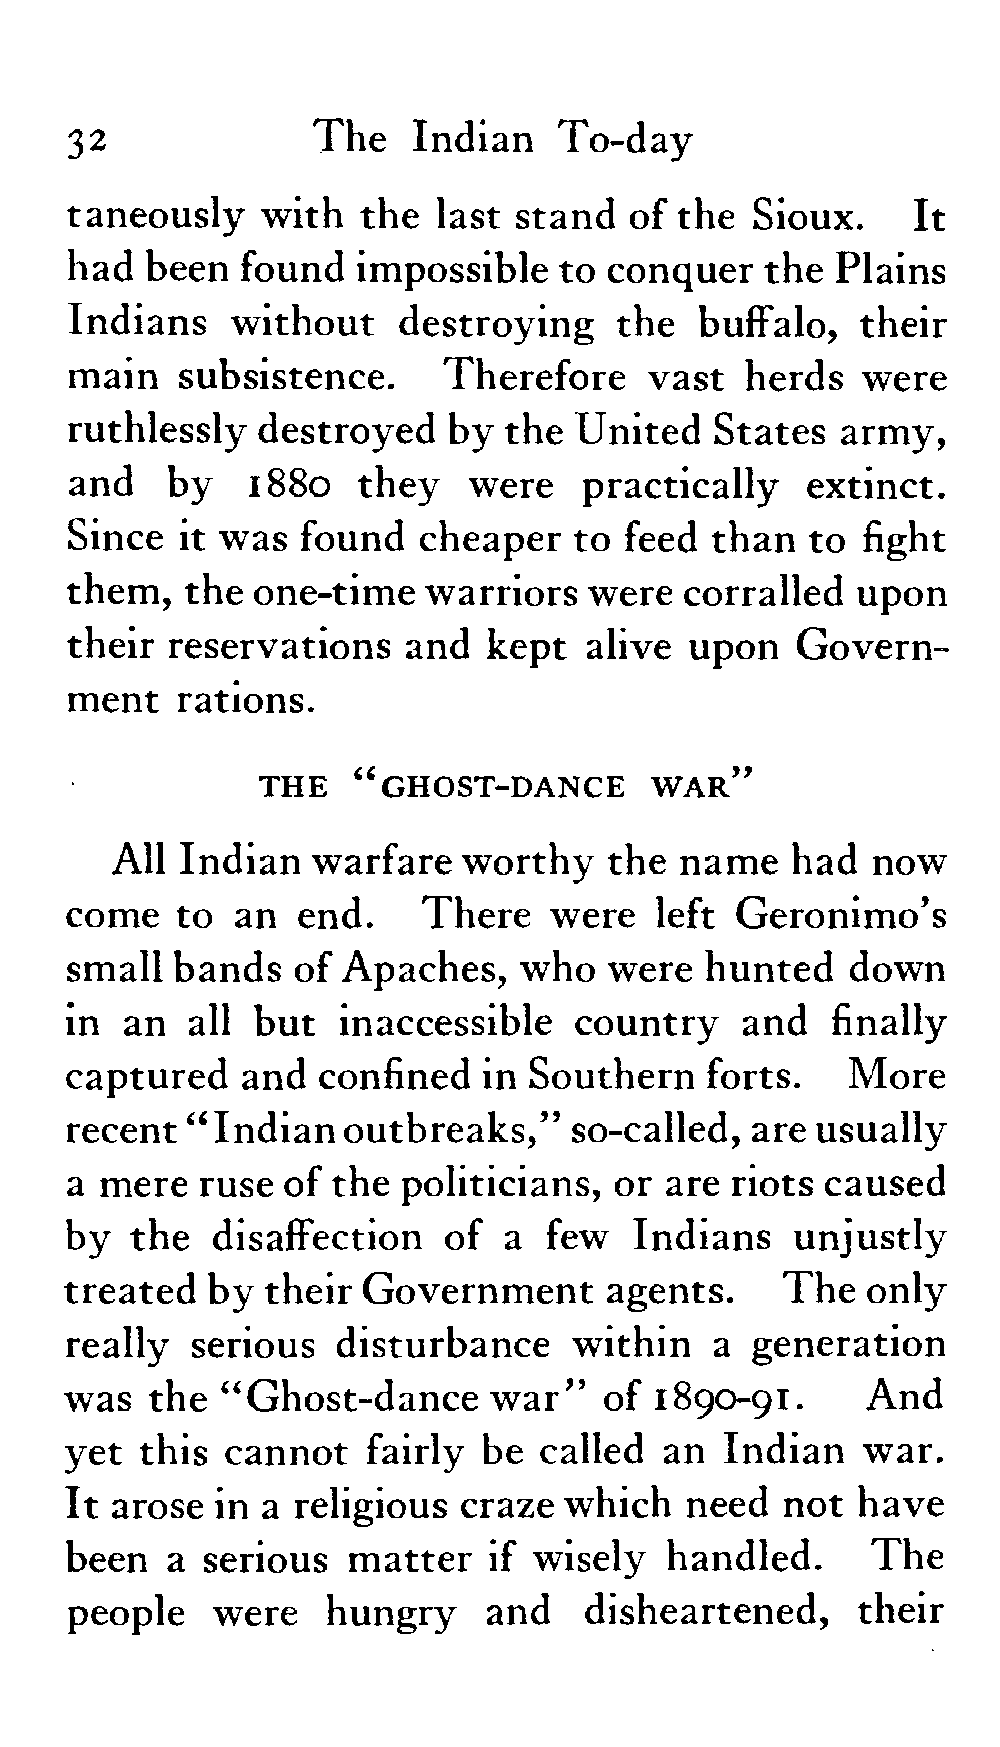 32 The Indian To-day
taneously with the last stand of the Sioux. It
had been found impossible to conquer the Plains
Indians without destroying the buffalo, their
main subsistence. Therefore vast herds were
ruthlessly destroyed by the United States army,
and by 1880 they were practically extinct.
Since it was found cheaper to feed than to fight
them, the one-time warriors were corralled upon
their reservations and kept alive upon Govern-
ment rations.
THE "GHOST-DANCE WAR"
All Indian warfare worthy the name had now
come to an end. There were left Geronimo's
small bands of Apaches, who were hunted down
in an all but inaccessible country and finally
captured and confined in Southern forts. More
recent "Indian outbreaks," so-called, are usually
a mere ruse of the politicians, or are riots caused
by the disaffection of a few Indians unjustly
treated by their Government agents. The only
really serious disturbance within a generation
was the "Ghost-dance war" of 1890-91. And
yet this cannot fairly be called an Indian war.
It arose in a religious craze which need not have
been a serious matter if wisely handled. The
people were hungry and disheartened, their